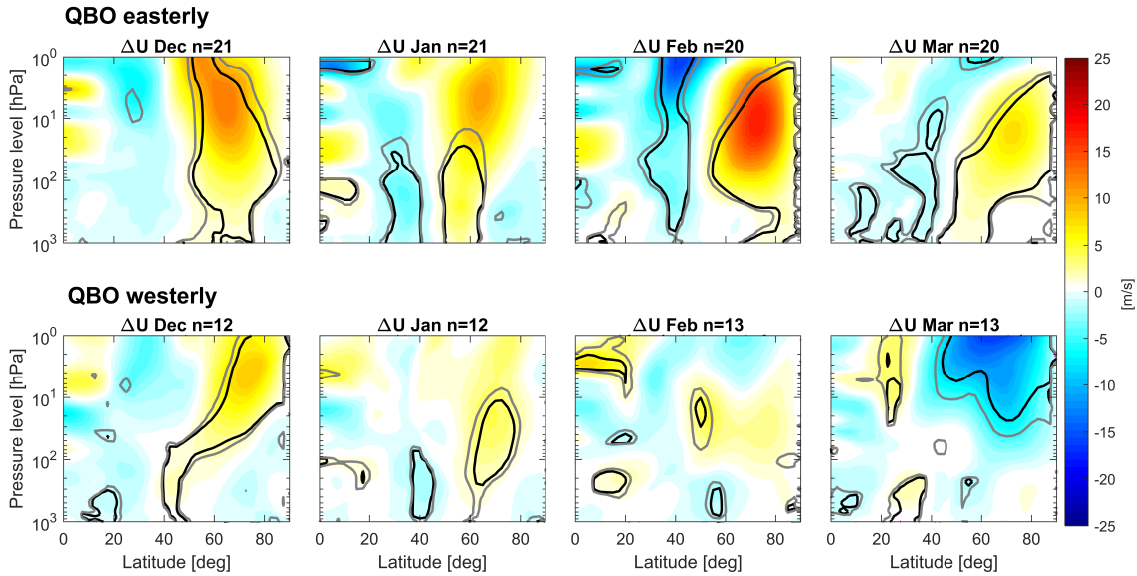 QBO easterly
ΔU Dec n=21
ΔU Jan n=21
ΔU Feb n=20
ΔU Mar n=20
Pressure level [hPa]
10^0
10^1
10^2
10^3
25
20
15
10
5
0
-5
-10
-15
-20
-25
[m/s]
QBO westerly
ΔU Dec n=12
ΔU Jan n=12
ΔU Feb n=13
ΔU Mar n=13
Pressure level [hPa]
10^0
10^1
10^2
10^3
0 20 40 60 80
0 20 40 60 80
0 20 40 60 80
0 20 40 60 80
Latitude [deg]
Latitude [deg]
Latitude [deg]
Latitude [deg]